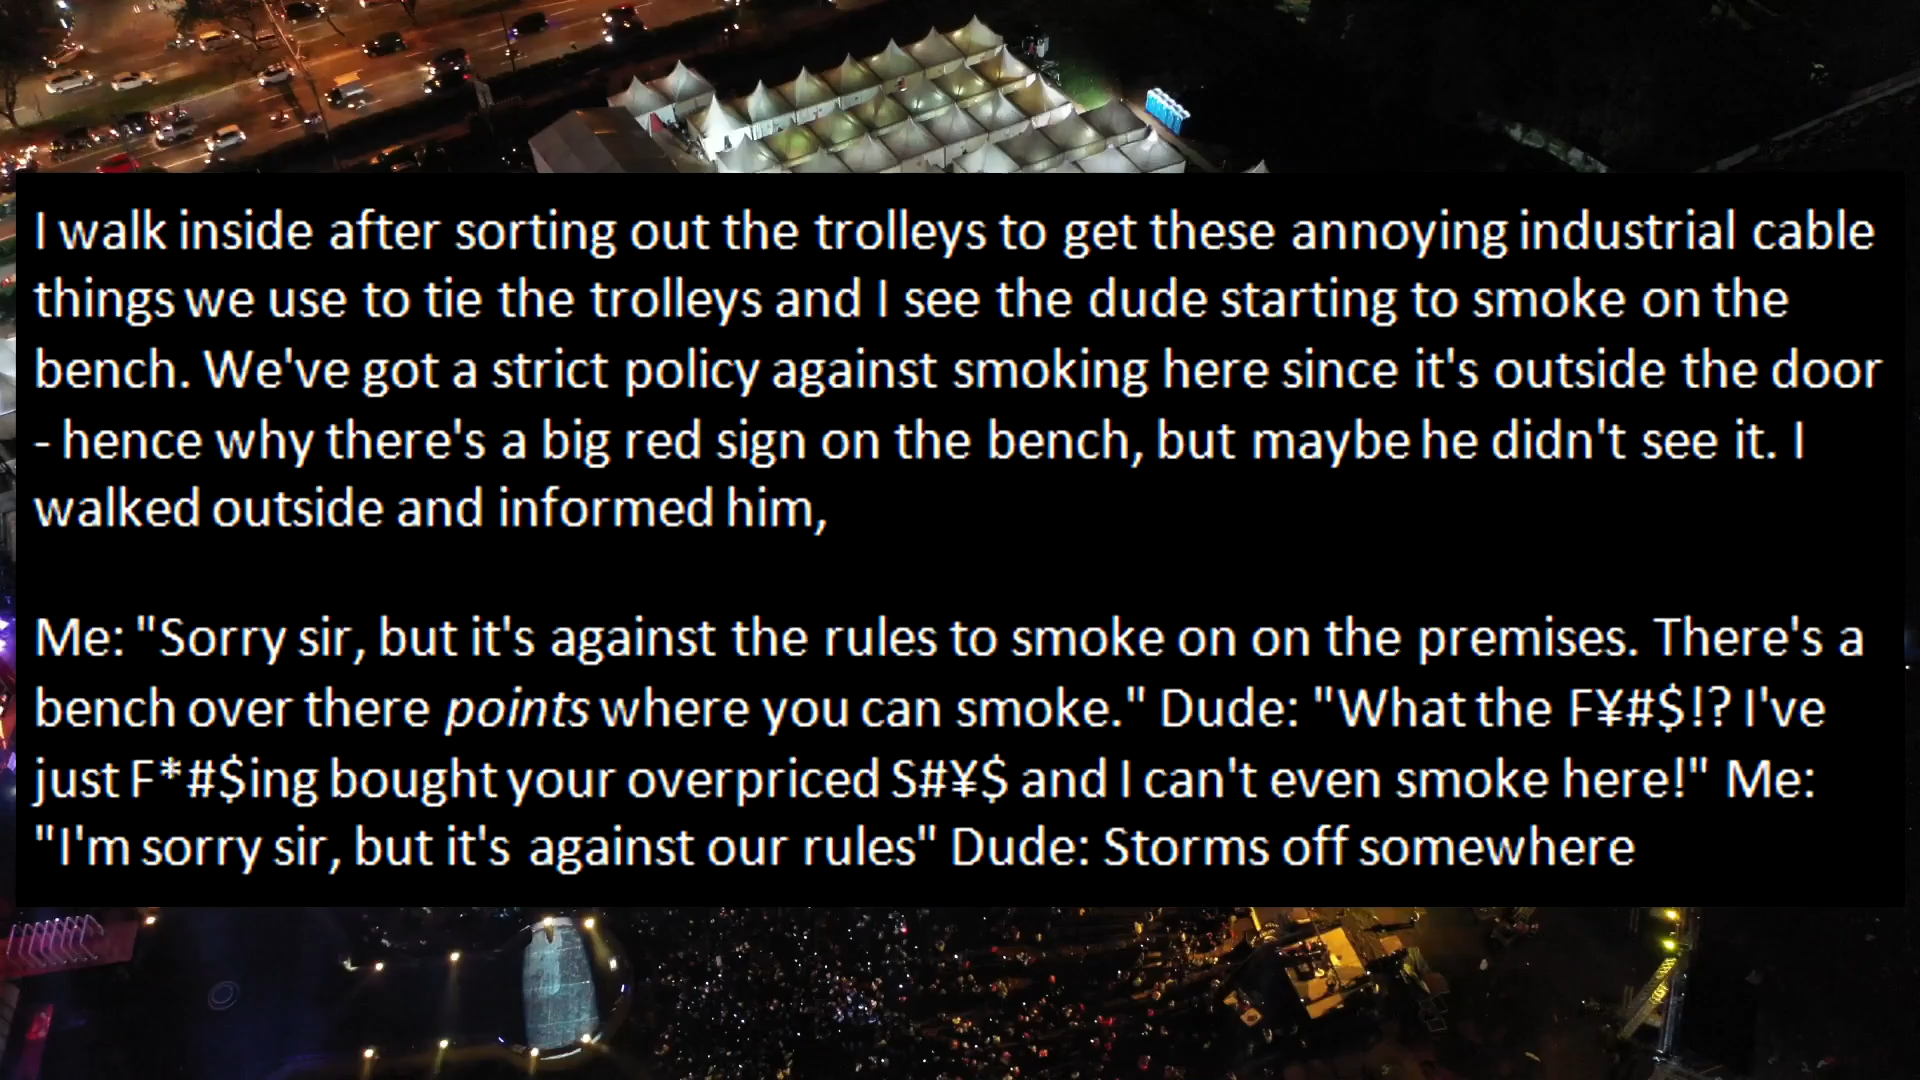 I walk inside after sorting out the trolleys to get these annoying industrial cable
things we use to tie the trolleys and I see the dude starting to smoke on the
bench. We've got a strict policy against smoking here since it's outside the door
- hence why there's a big red sign on the bench, but maybe he didn't see it. I
walked outside and informed him,
Me: "Sorry sir, but it's against the rules to smoke on on the premises. There's a
bench over there points where you can smoke." Dude: "What the F¥#$!? I've
just F*#$ing bought your overpriced S#¥$ and I can't even smoke here!" Me:
"I'm sorry sir, but it's against our rules" Dude: Storms off somewhere